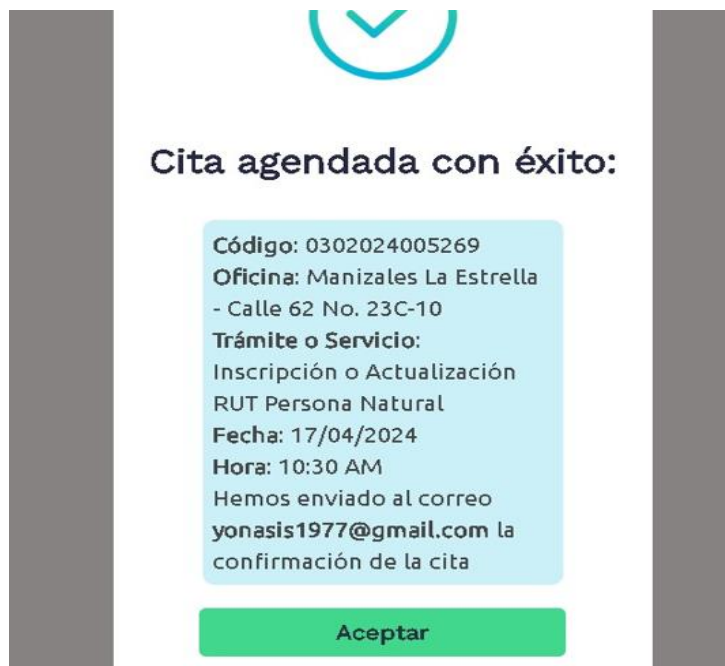 Cita agendada con éxito:
Código: 0302024005269
Oficina: Manizales La Estrella
- Calle 62 No. 23C-10
Trámite o Servicio:
Inscripción o Actualización
RUT Persona Natural
Fecha: 17/04/2024
Hora: 10:30 AM
Hemos enviado al correo
yonasis1977@gmail.com la
confirmación de la cita
Aceptar